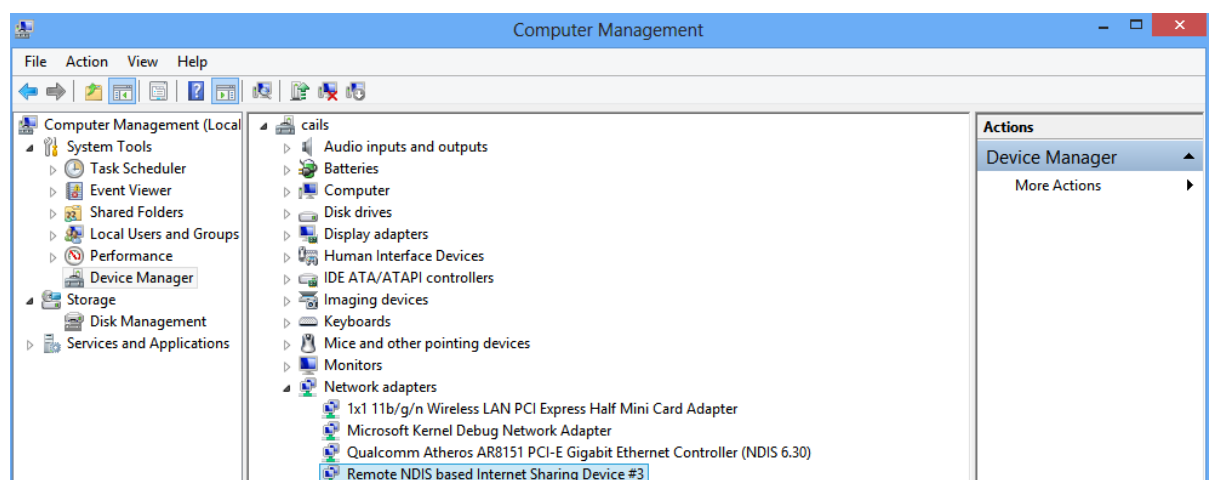 Computer Management
File Action View Help
Computer Management (Local
System Tools
Task Scheduler
Event Viewer
Shared Folders
Local Users and Groups
Performance
Device Manager
Storage
Disk Management
Services and Applications
cails
Audio inputs and outputs
Batteries
Computer
Disk drives
Display adapters
Human Interface Devices
IDE ATA/ATAPI controllers
Imaging devices
Keyboards
Mice and other pointing devices
Monitors
Network adapters
1x1 11b/g/n Wireless LAN PCI Express Half Mini Card Adapter
Microsoft Kernel Debug Network Adapter
Qualcomm Atheros AR8151 PCI-E Gigabit Ethernet Controller (NDIS 6.30)
Remote NDIS based Internet Sharing Device #3
Actions
Device Manager
More Actions